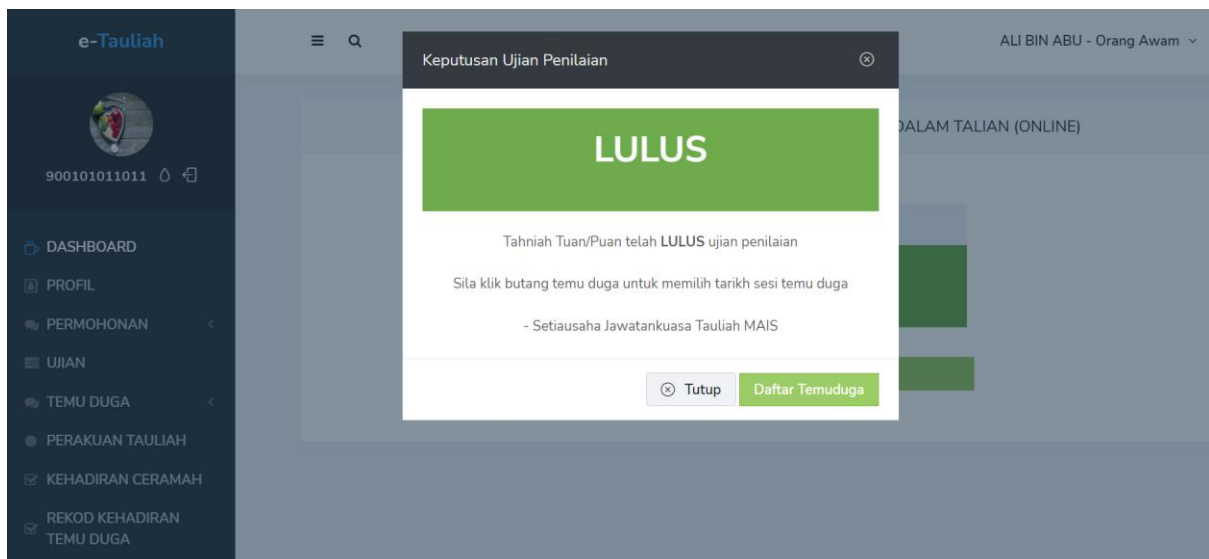 e-Tauliah
ALI BIN ABU - Orang Awam
900101011011
DASHBOARD
PROFIL
PERMOHONAN
UJIAN
TEMU DUGA
PERAKUAN TAULIAH
KEHADIRAN CERAMAH
REKOD KEHADIRAN
TEMU DUGA
DALAM TALIAN (ONLINE)
Keputusan Ujian Penilaian
LULUS
Tahniah Tuan/Puan telah LULUS ujian penilaian
Sila klik butang temu duga untuk memilih tarikh sesi temu duga
- Setiausaha Jawatankuasa Tauliah MAIS
Tutup
Daftar Temuduga